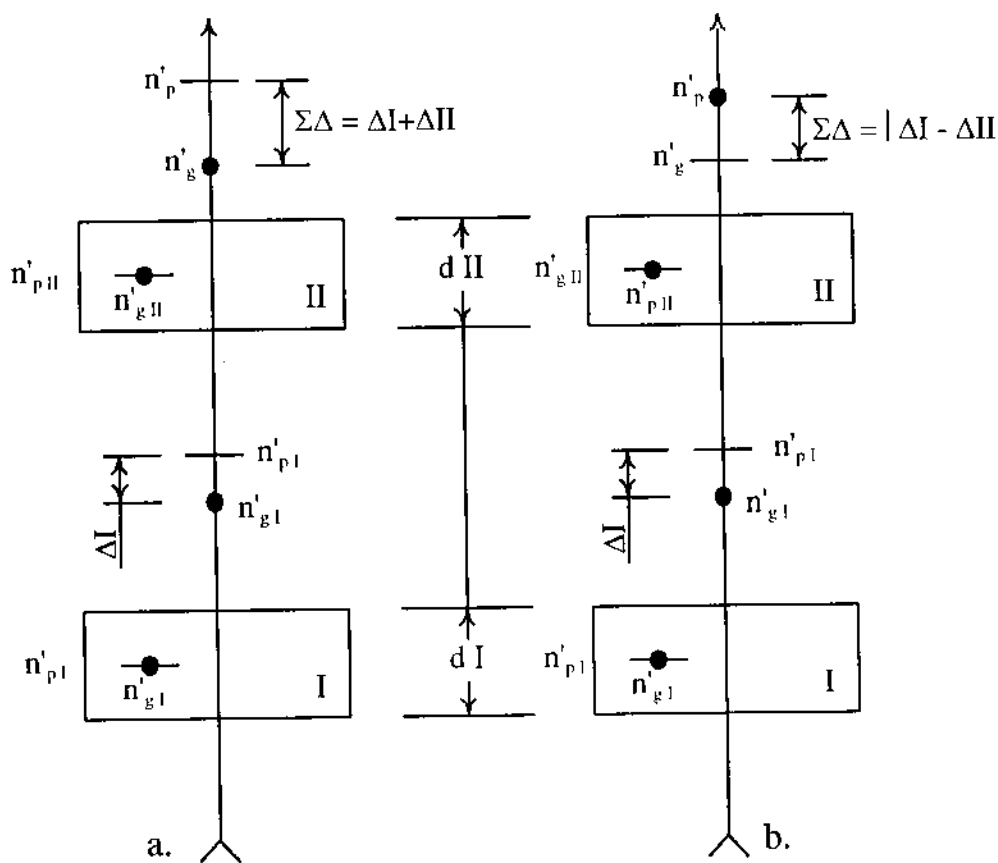 n'p
ΣΔ = ΔI+ΔII
n'g
n'p II
n'g II
II
d II
n'p I
n'g I
ΔI
n'p I
n'g I
I
d I
a.
n'p
ΣΔ = | ΔI - ΔII
n'g
n'g II
n'p II
II
n'p I
n'g I
ΔI
n'p I
n'g I
I
b.